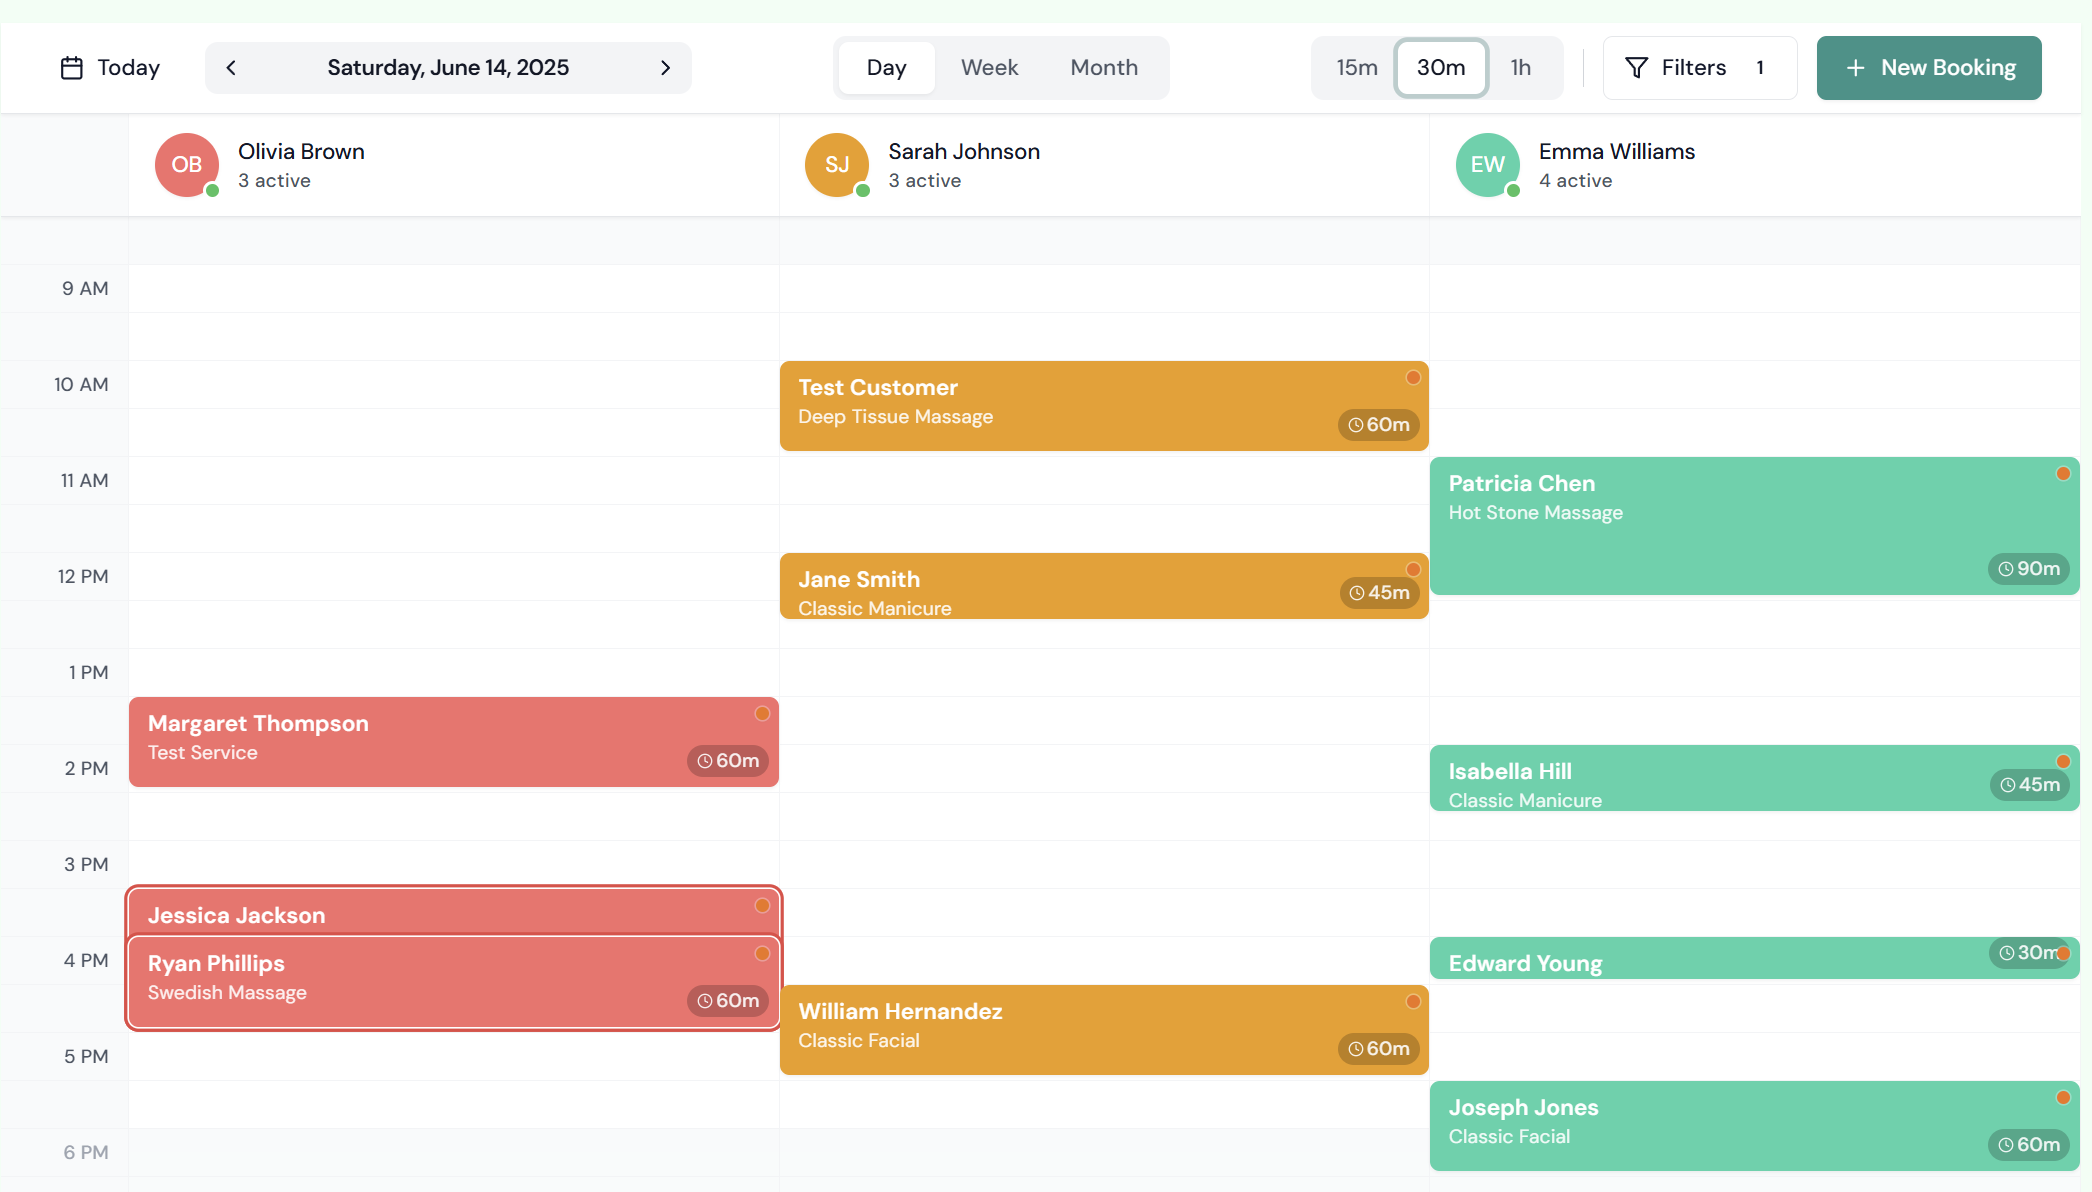 Today
Saturday, June 14, 2025
Day Week Month
15m 30m 1h
Filters 1
+ New Booking
OB Olivia Brown
3 active
SJ Sarah Johnson
3 active
EW Emma Williams
4 active
9 AM
10 AM
Test Customer
Deep Tissue Massage
60m
11 AM
Patricia Chen
Hot Stone Massage
90m
12 PM
Jane Smith
Classic Manicure
45m
1 PM
Margaret Thompson
Test Service
60m
2 PM
Isabella Hill
Classic Manicure
45m
3 PM
Jessica Jackson
4 PM
Ryan Phillips
Swedish Massage
60m
Edward Young
30m
William Hernandez
Classic Facial
60m
5 PM
Joseph Jones
Classic Facial
60m
6 PM